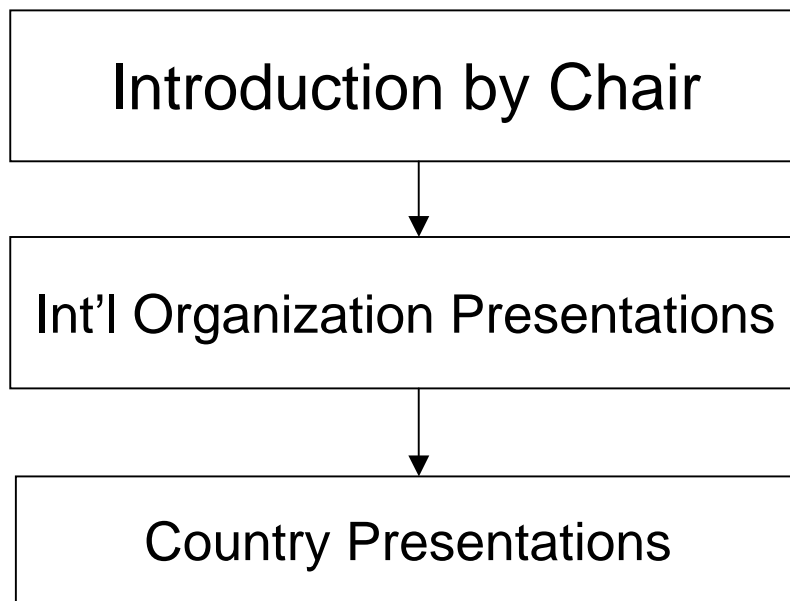 Introduction by Chair
Int’l Organization Presentations
Country Presentations